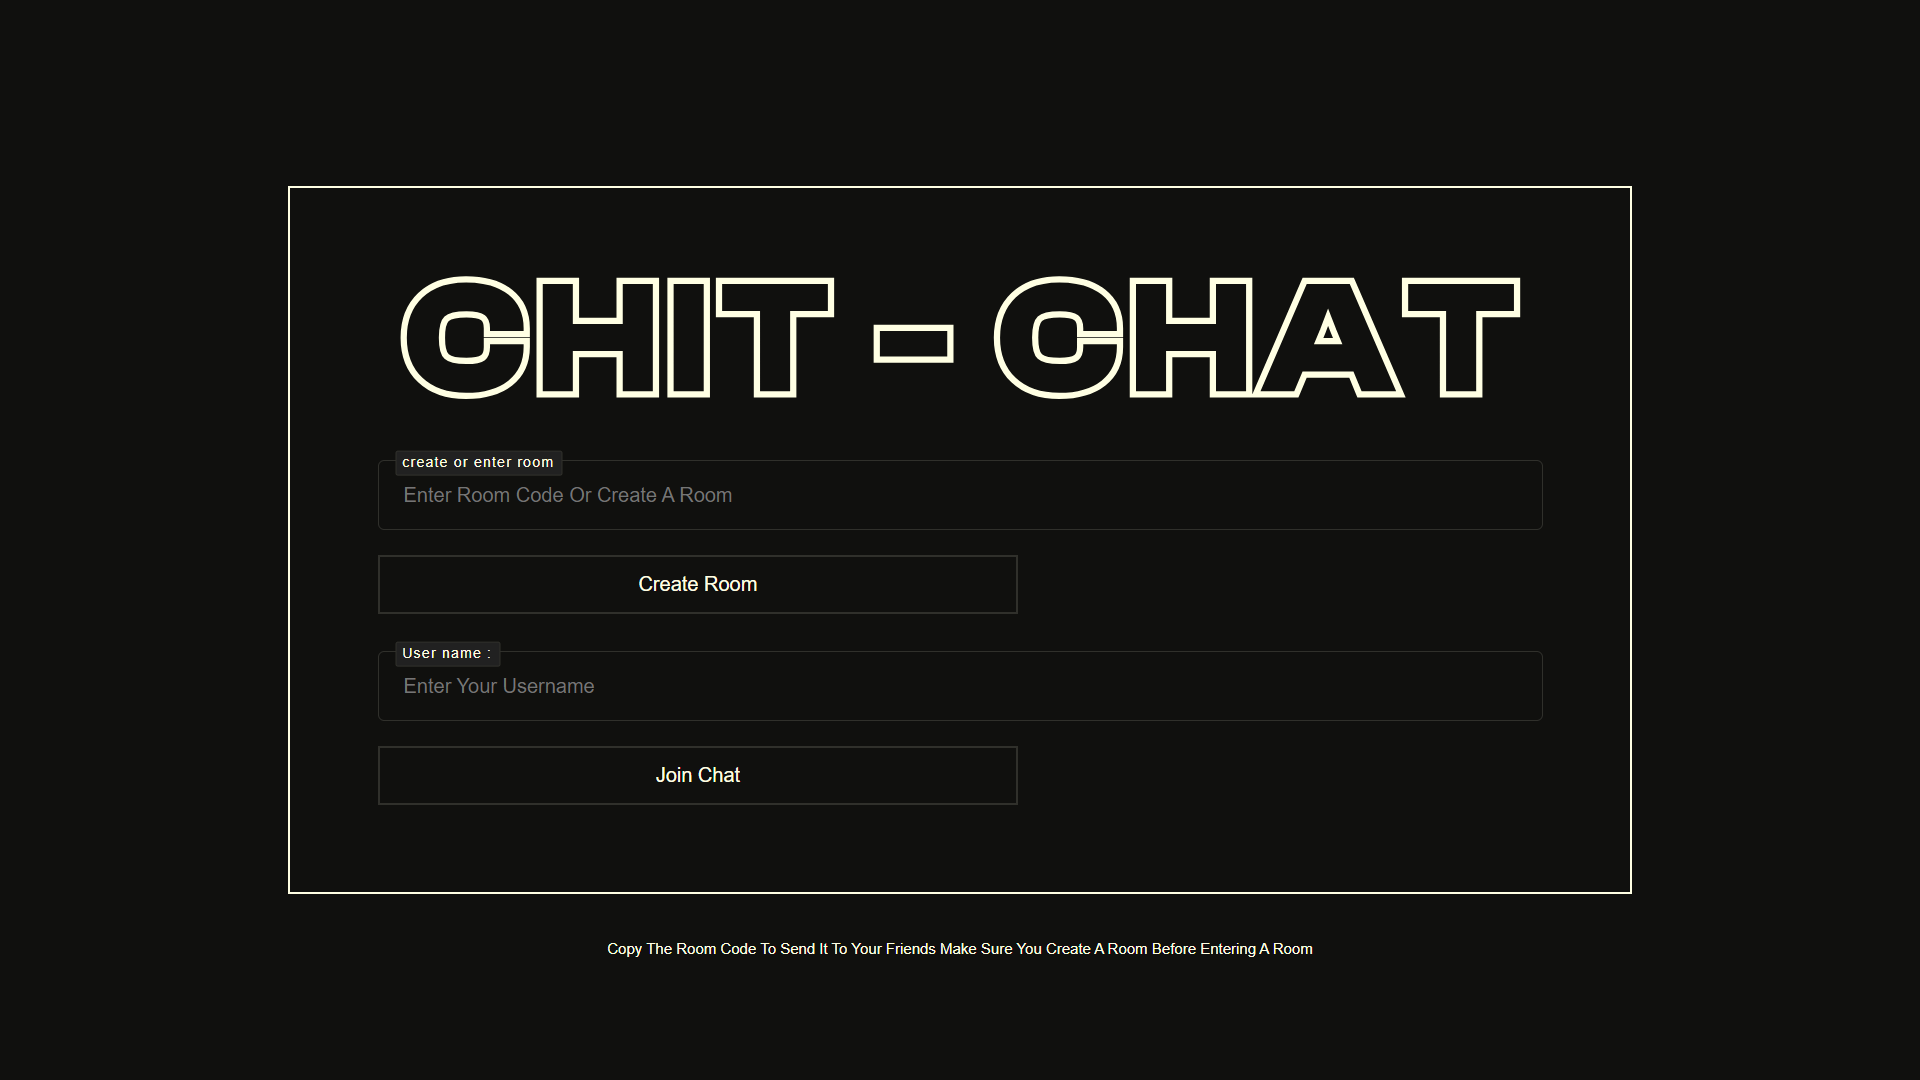 CHIT - CHAT
create or enter room
Enter Room Code Or Create A Room
Create Room
User name :
Enter Your Username
Join Chat
Copy The Room Code To Send It To Your Friends Make Sure You Create A Room Before Entering A Room